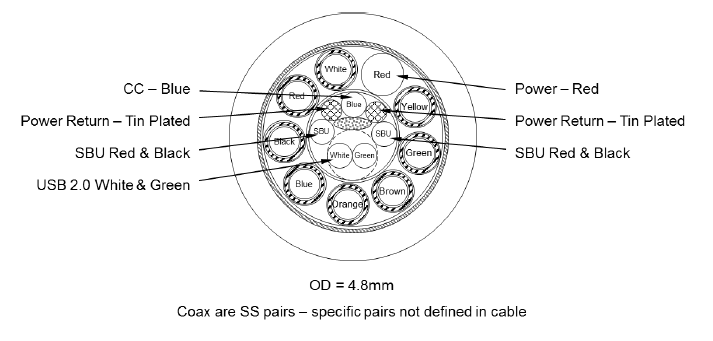 White
Red
CC – Blue
Power – Red
Red
Blue
Yellow
Power Return – Tin Plated
Power Return – Tin Plated
SBU
SBU
Black
SBU Red & Black
SBU Red & Black
White
Green
Green
USB 2.0 White & Green
Blue
Brown
Orange
OD = 4.8mm
Coax are SS pairs – specific pairs not defined in cable